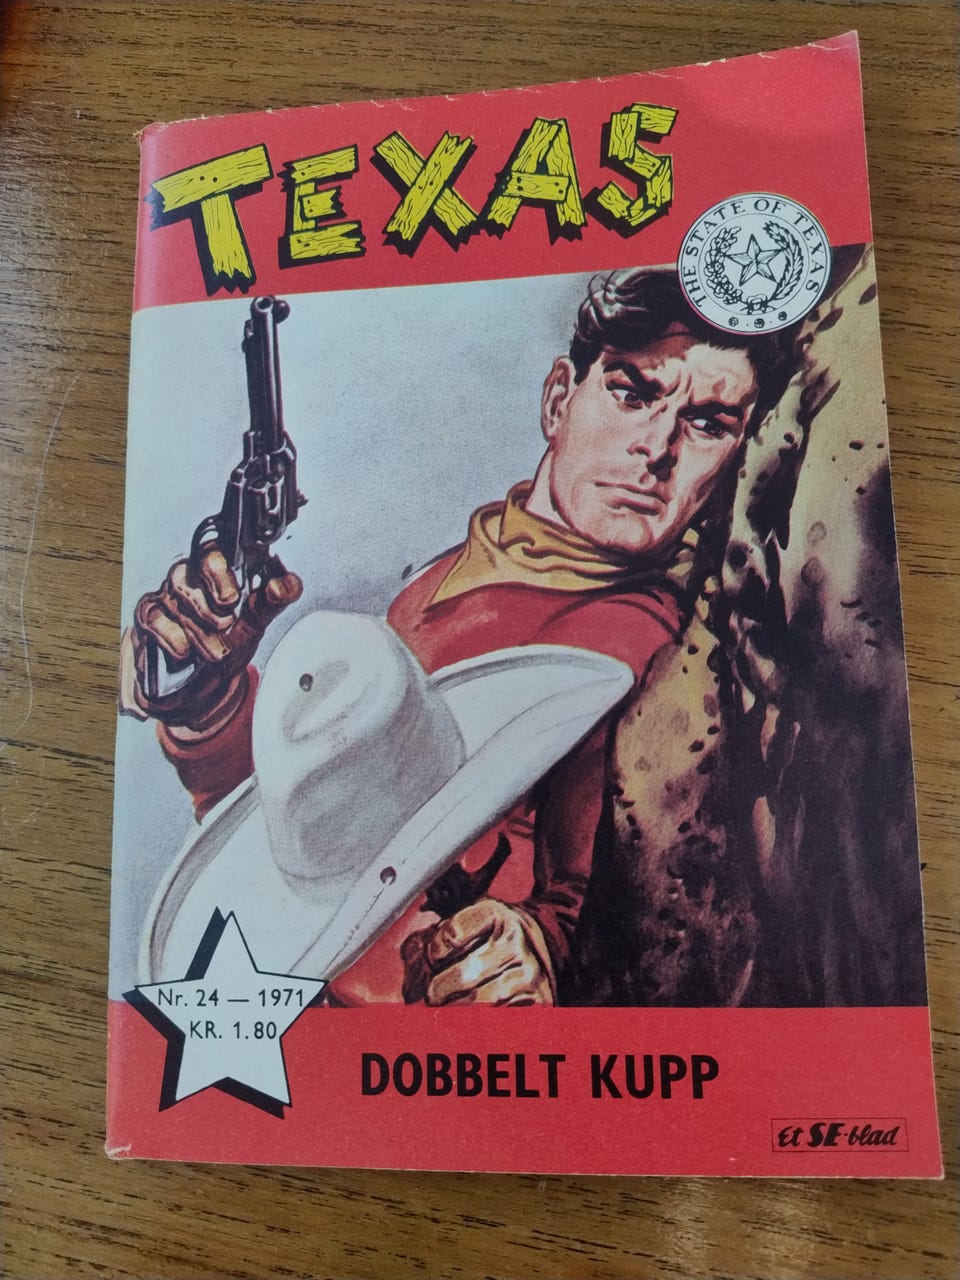 TEXAS
THE STATE OF TEXAS
Nr. 24 — 1971
KR. 1.80
DOBBELT KUPP
Et SE-blad